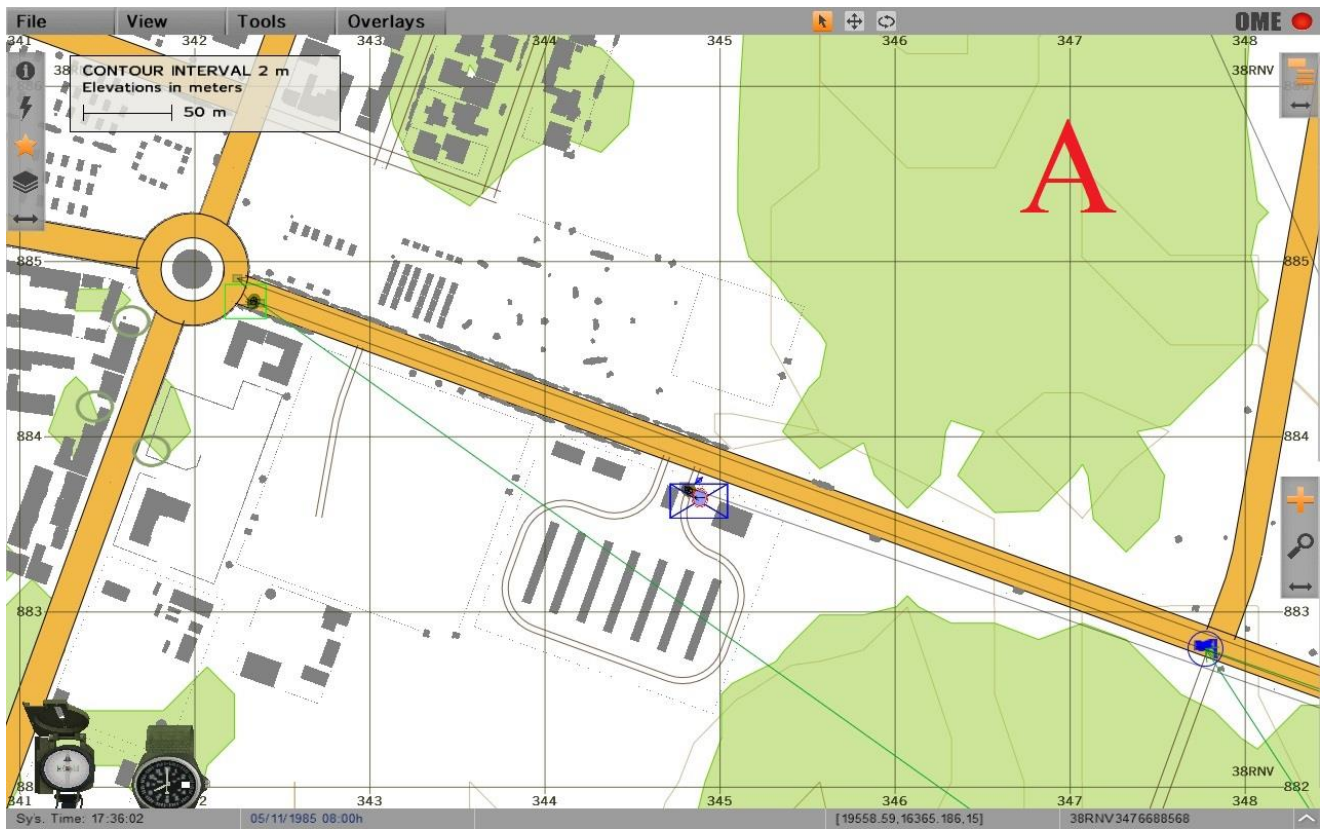 File View Tools Overlays OME
341 342 343 344 345 346 347 348
CONTOUR INTERVAL 2 m
Elevations in meters
50 m
38RNV
A
885 885
884 884
883 883
38RNV
882
341 342 343 344 345 346 347 348
Sys. Time: 17:36:02 05/11/1985 08:00h [19558.59,16365.186,15] 38RNV3476688568